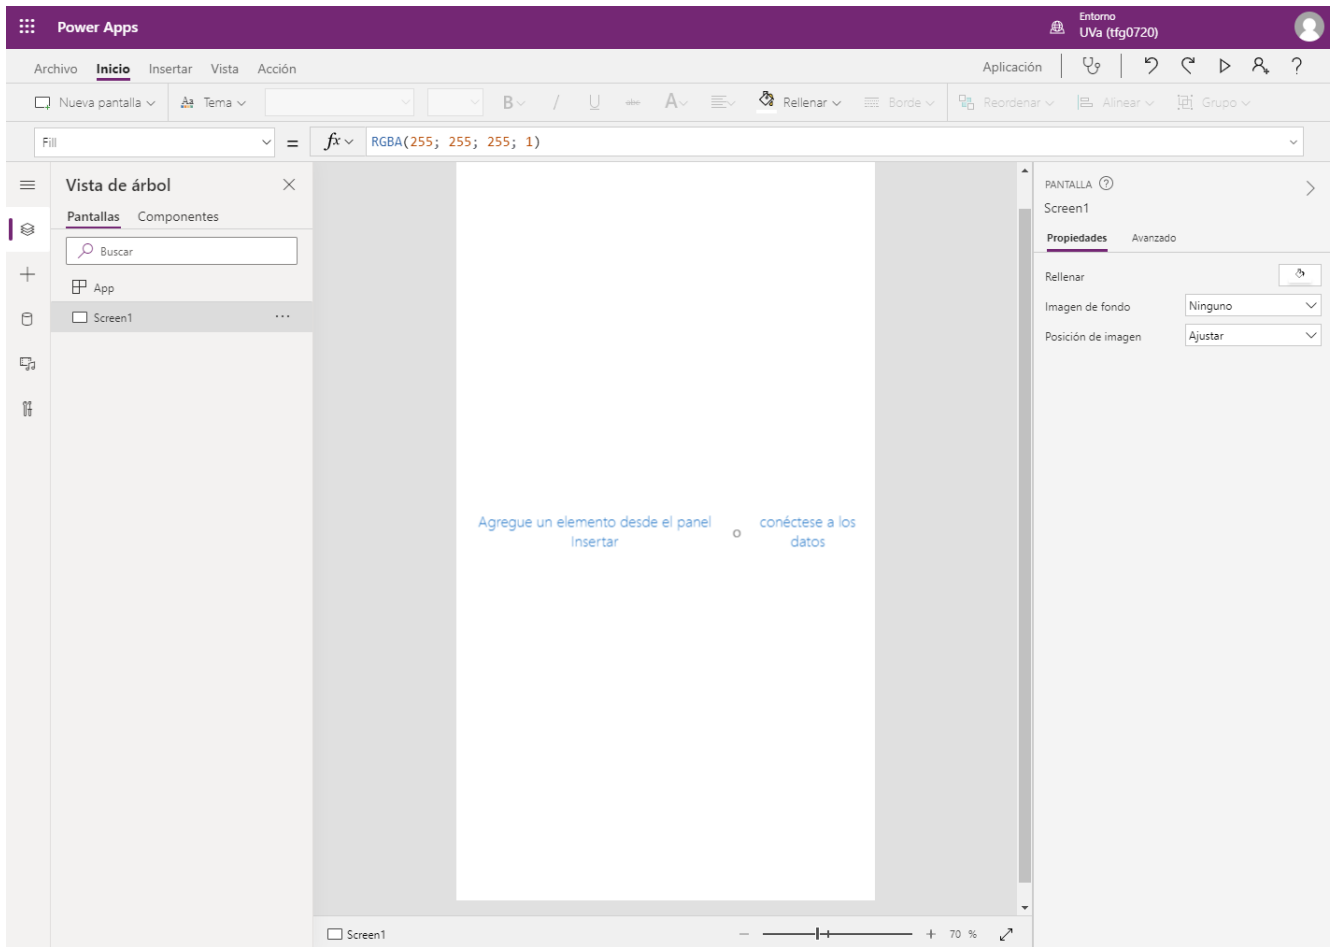 Power Apps
Entorno
UVa (tfg0720)
Archivo Inicio Insertar Vista Acción Aplicación
Nueva pantalla Aa Tema B / U abc A Rellenar Borde Reordenar Alinear Grupo
Fill = fx RGBA(255; 255; 255; 1)
Vista de árbol
Pantallas Componentes
Buscar
App
Screen1 ...
Agregue un elemento desde el panel
Insertar
o
conéctese a los
datos
PANTALLA ?
Screen1
Propiedades Avanzado
Rellenar
Imagen de fondo Ninguno
Posición de imagen Ajustar
Screen1 70 %